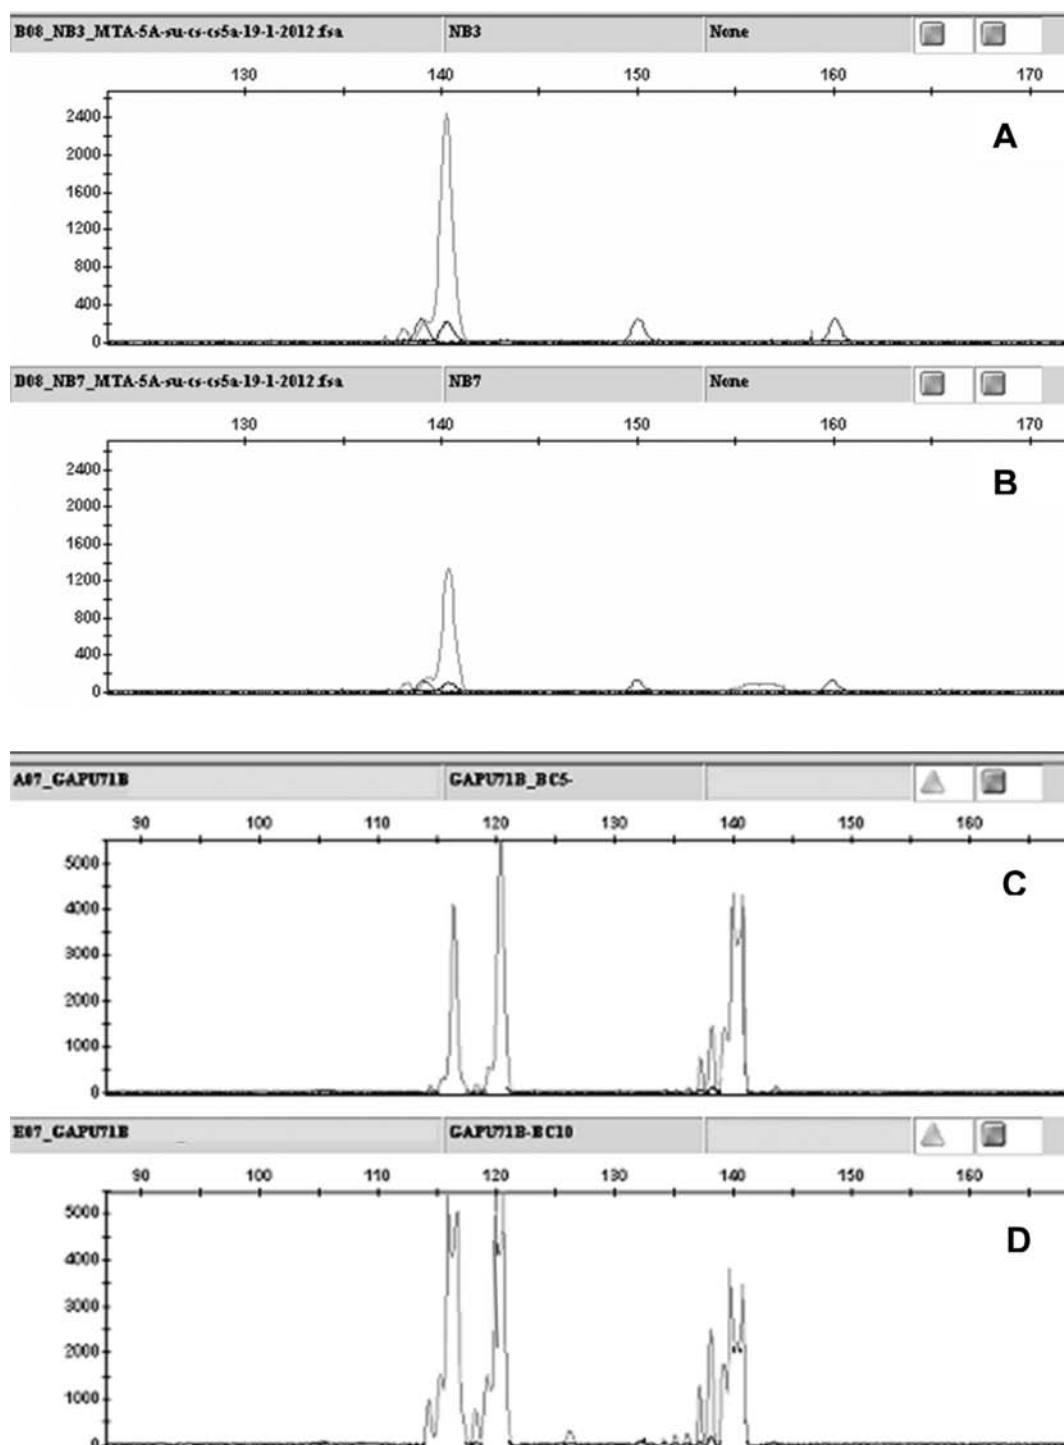 B08_NB3_MTA-5A-su-cs-cs5a-19-1-2012.fsa NB3 None
130 140 150 160 170
A
2400
2000
1600
1200
800
400
0
D08_NB7_MTA-5A-su-cs-cs5a-19-1-2012.fsa NB7 None
130 140 150 160 170
B
2400
2000
1600
1200
800
400
0
A07_GAPU71B GAPU71B_BC5-
90 100 110 120 130 140 150 160
C
5000
4000
3000
2000
1000
0
E07_GAPU71B GAPU71B-BC10
90 100 110 120 130 140 150 160
D
5000
4000
3000
2000
1000
0